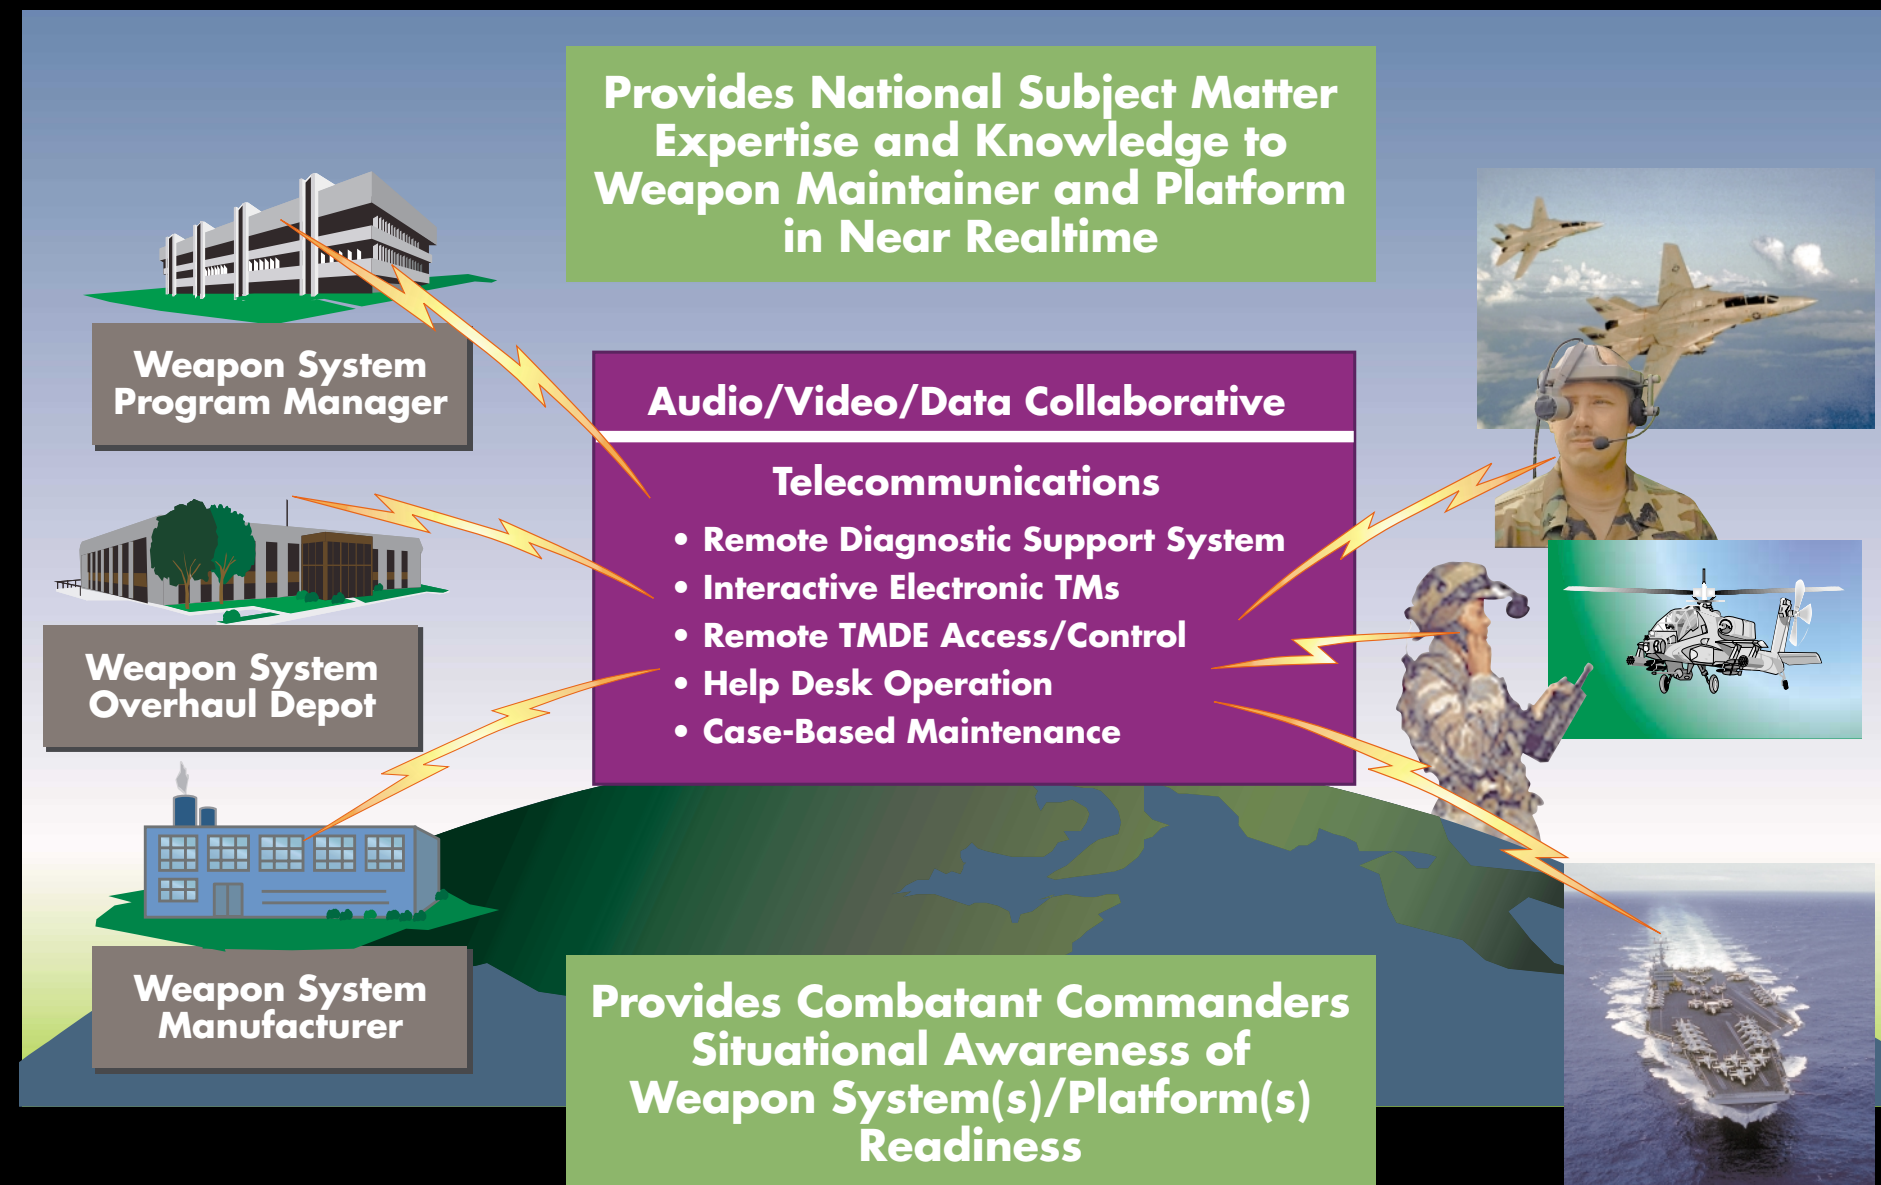 Provides National Subject Matter
Expertise and Knowledge to
Weapon Maintainer and Platform
in Near Realtime
Weapon System
Program Manager
Audio/Video/Data Collaborative
Telecommunications
• Remote Diagnostic Support System
• Interactive Electronic TMs
• Remote TMDE Access/Control
• Help Desk Operation
• Case-Based Maintenance
Weapon System
Overhaul Depot
Weapon System
Manufacturer
Provides Combatant Commanders
Situational Awareness of
Weapon System(s)/Platform(s)
Readiness